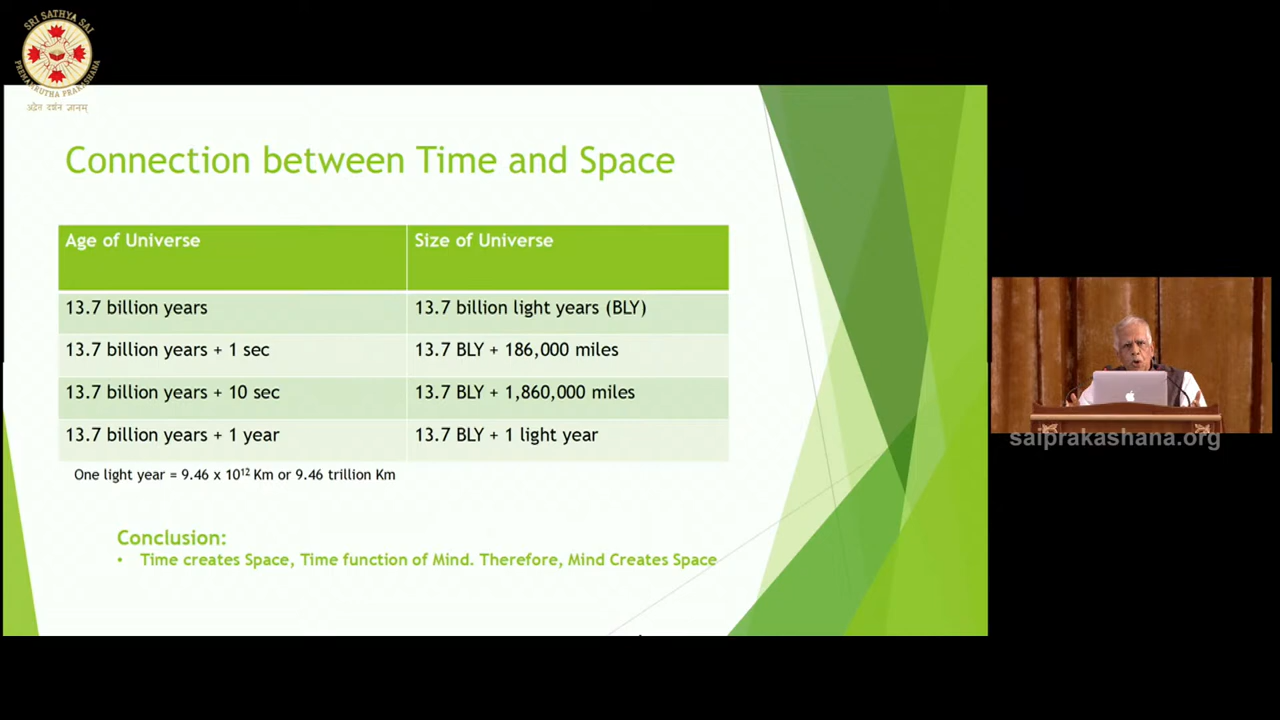 SRI SATHYA SAI
PREMAMRUTHA PRAKASHANA
अद्वैत दर्शन ज्ञानम्
Connection between Time and Space
Age of Universe Size of Universe
13.7 billion years 13.7 billion light years (BLY)
13.7 billion years + 1 sec 13.7 BLY + 186,000 miles
13.7 billion years + 10 sec 13.7 BLY + 1,860,000 miles
13.7 billion years + 1 year 13.7 BLY + 1 light year
One light year = 9.46 x 10¹² Km or 9.46 trillion Km
Conclusion:
• Time creates Space, Time function of Mind. Therefore, Mind Creates Space
saiprakashana.org